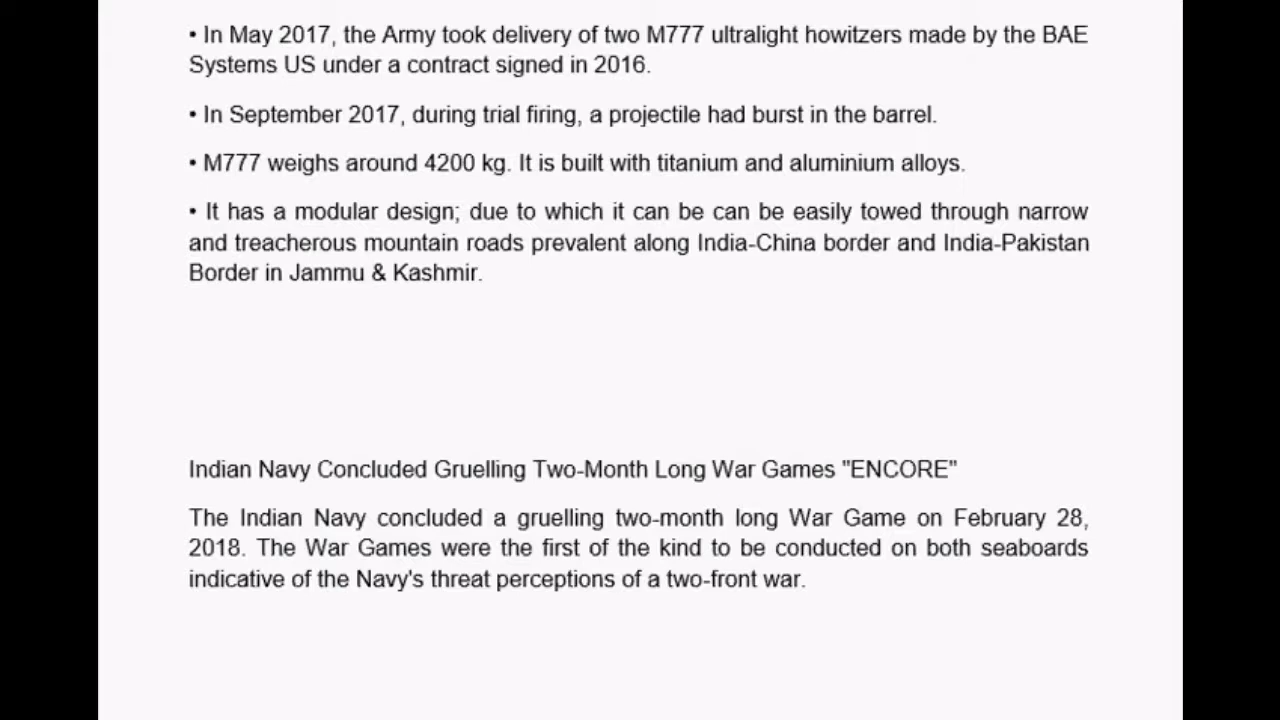 • In May 2017, the Army took delivery of two M777 ultralight howitzers made by the BAE
Systems US under a contract signed in 2016.
• In September 2017, during trial firing, a projectile had burst in the barrel.
• M777 weighs around 4200 kg. It is built with titanium and aluminium alloys.
• It has a modular design; due to which it can be can be easily towed through narrow
and treacherous mountain roads prevalent along India-China border and India-Pakistan
Border in Jammu & Kashmir.
Indian Navy Concluded Gruelling Two-Month Long War Games "ENCORE"
The Indian Navy concluded a gruelling two-month long War Game on February 28,
2018. The War Games were the first of the kind to be conducted on both seaboards
indicative of the Navy's threat perceptions of a two-front war.